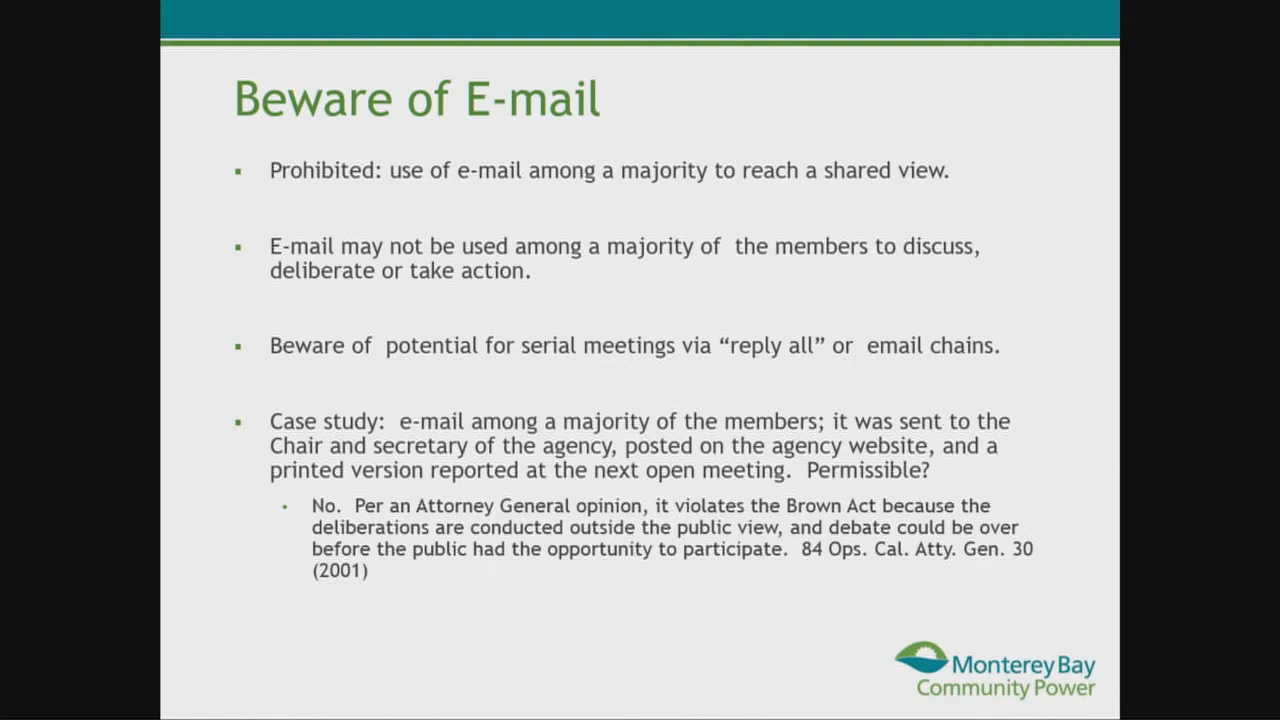 Beware of E-mail
Prohibited: use of e-mail among a majority to reach a shared view.
E-mail may not be used among a majority of  the members to discuss,
deliberate or take action.
Beware of  potential for serial meetings via “reply all” or  email chains.
Case study:  e-mail among a majority of the members; it was sent to the
Chair and secretary of the agency, posted on the agency website, and a
printed version reported at the next open meeting.  Permissible?
No.  Per an Attorney General opinion, it violates the Brown Act because the
deliberations are conducted outside the public view, and debate could be over
before the public had the opportunity to participate.  84 Ops. Cal. Atty. Gen. 30
(2001)
Monterey Bay
Community Power